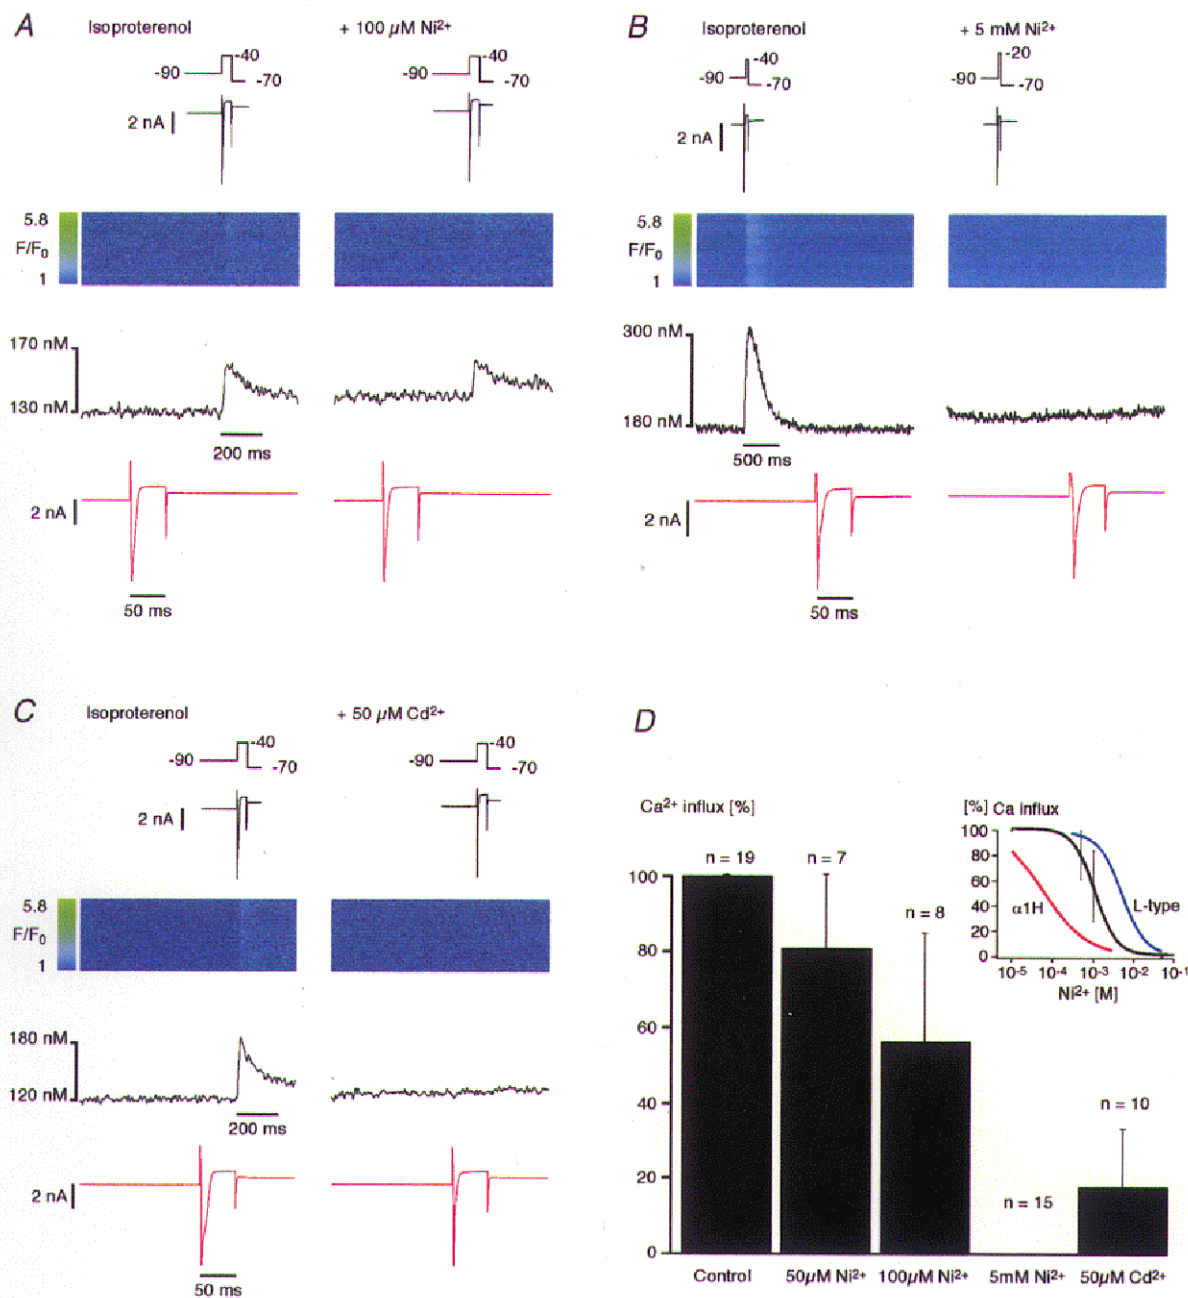 A
Isoproterenol
+ 100 µM Ni²⁺
-40
-90
-70
-40
-90
-70
2 nA
5.8
F/F₀
1
170 nM
130 nM
200 ms
2 nA
50 ms
B
Isoproterenol
+ 5 mM Ni²⁺
-40
-90
-70
-20
-90
-70
2 nA
5.8
F/F₀
1
300 nM
180 nM
500 ms
2 nA
50 ms
C
Isoproterenol
+ 50 µM Cd²⁺
-40
-90
-70
-40
-90
-70
2 nA
5.8
F/F₀
1
180 nM
120 nM
200 ms
2 nA
50 ms
D
Ca²⁺ influx [%]
n = 19
n = 7
n = 8
n = 15
n = 10
100
80
60
40
20
0
Control
50µM Ni²⁺
100µM Ni²⁺
5mM Ni²⁺
50µM Cd²⁺
[%] Ca influx
100
80
60
40
20
0
α1H
L-type
10⁻⁵
10⁻⁴
10⁻³
10⁻²
10⁻¹
Ni²⁺ [M]